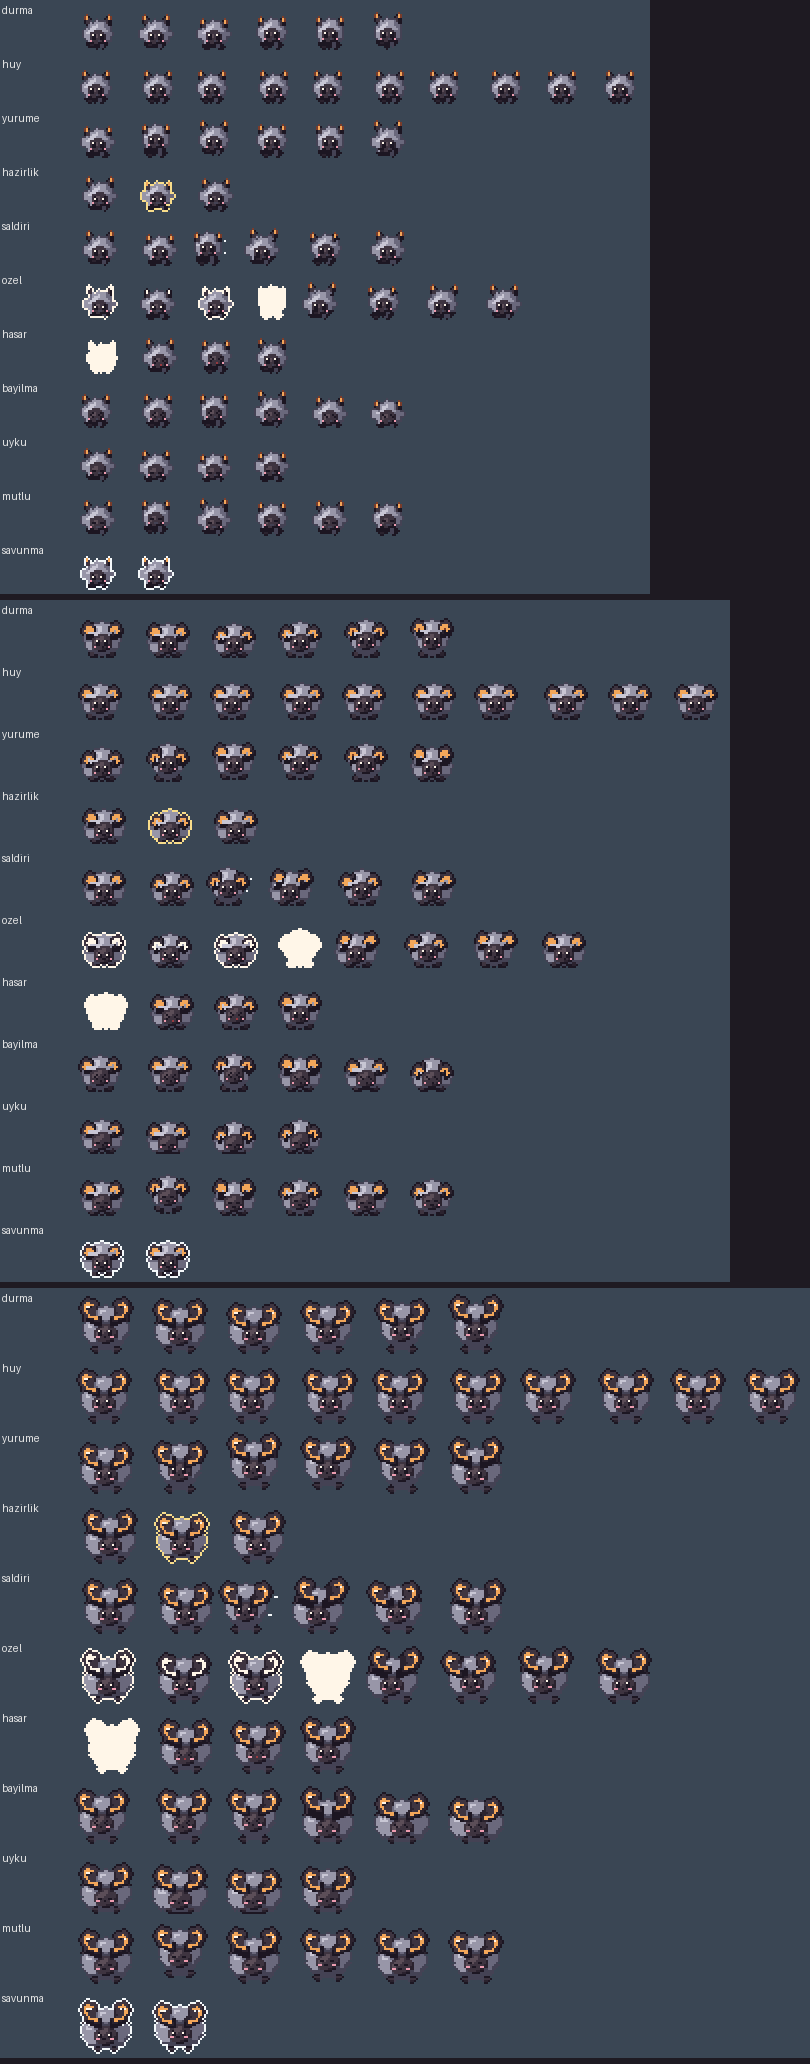 durma
huy
yurume
hazirlik
saldiri
ozel
hasar
bayilma
uyku
mutlu
savunma
durma
huy
yurume
hazirlik
saldiri
ozel
hasar
bayilma
uyku
mutlu
savunma
durma
huy
yurume
hazirlik
saldiri
ozel
hasar
bayilma
uyku
mutlu
savunma